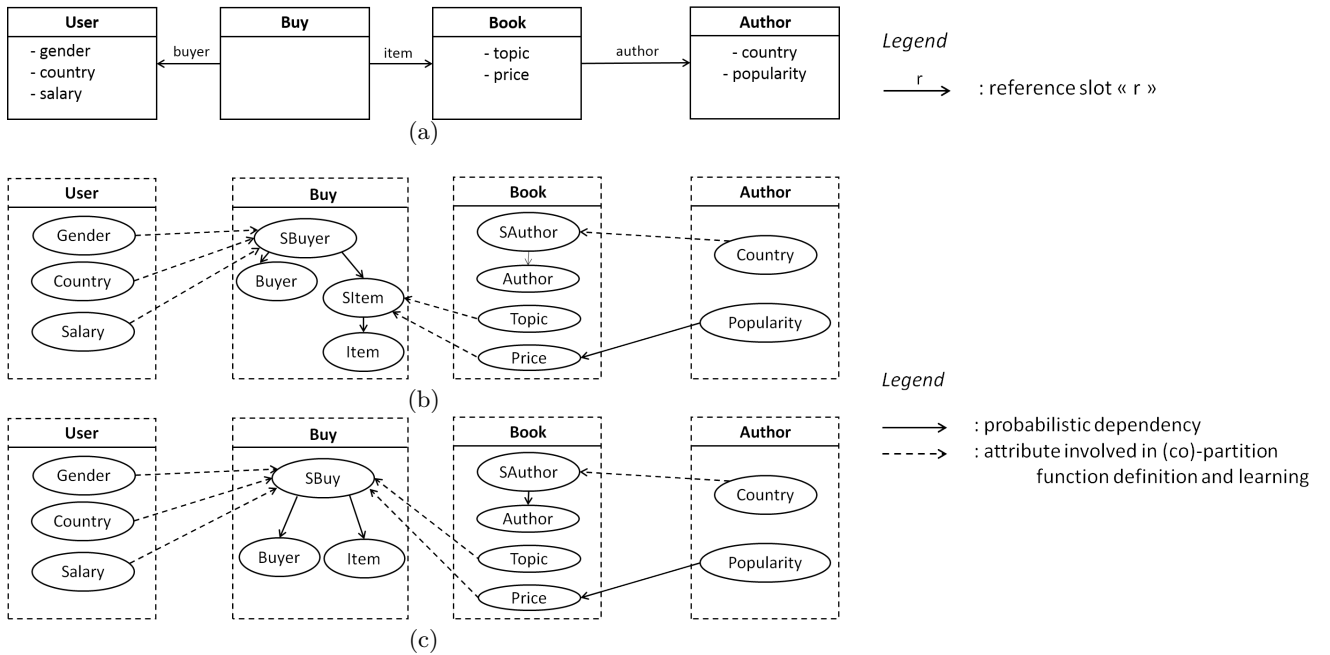 User
- gender
- country
- salary
buyer
Buy
item
Book
- topic
- price
author
Author
- country
- popularity
Legend
r
: reference slot « r »
(a)
User
Gender
Country
Salary
Buy
SBuyer
Buyer
SItem
Item
Book
SAuthor
Author
Topic
Price
Author
Country
Popularity
(b)
Legend
: probabilistic dependency
: attribute involved in (co)-partition
function definition and learning
User
Gender
Country
Salary
Buy
SBuy
Buyer
Item
Book
SAuthor
Author
Topic
Price
Author
Country
Popularity
(c)